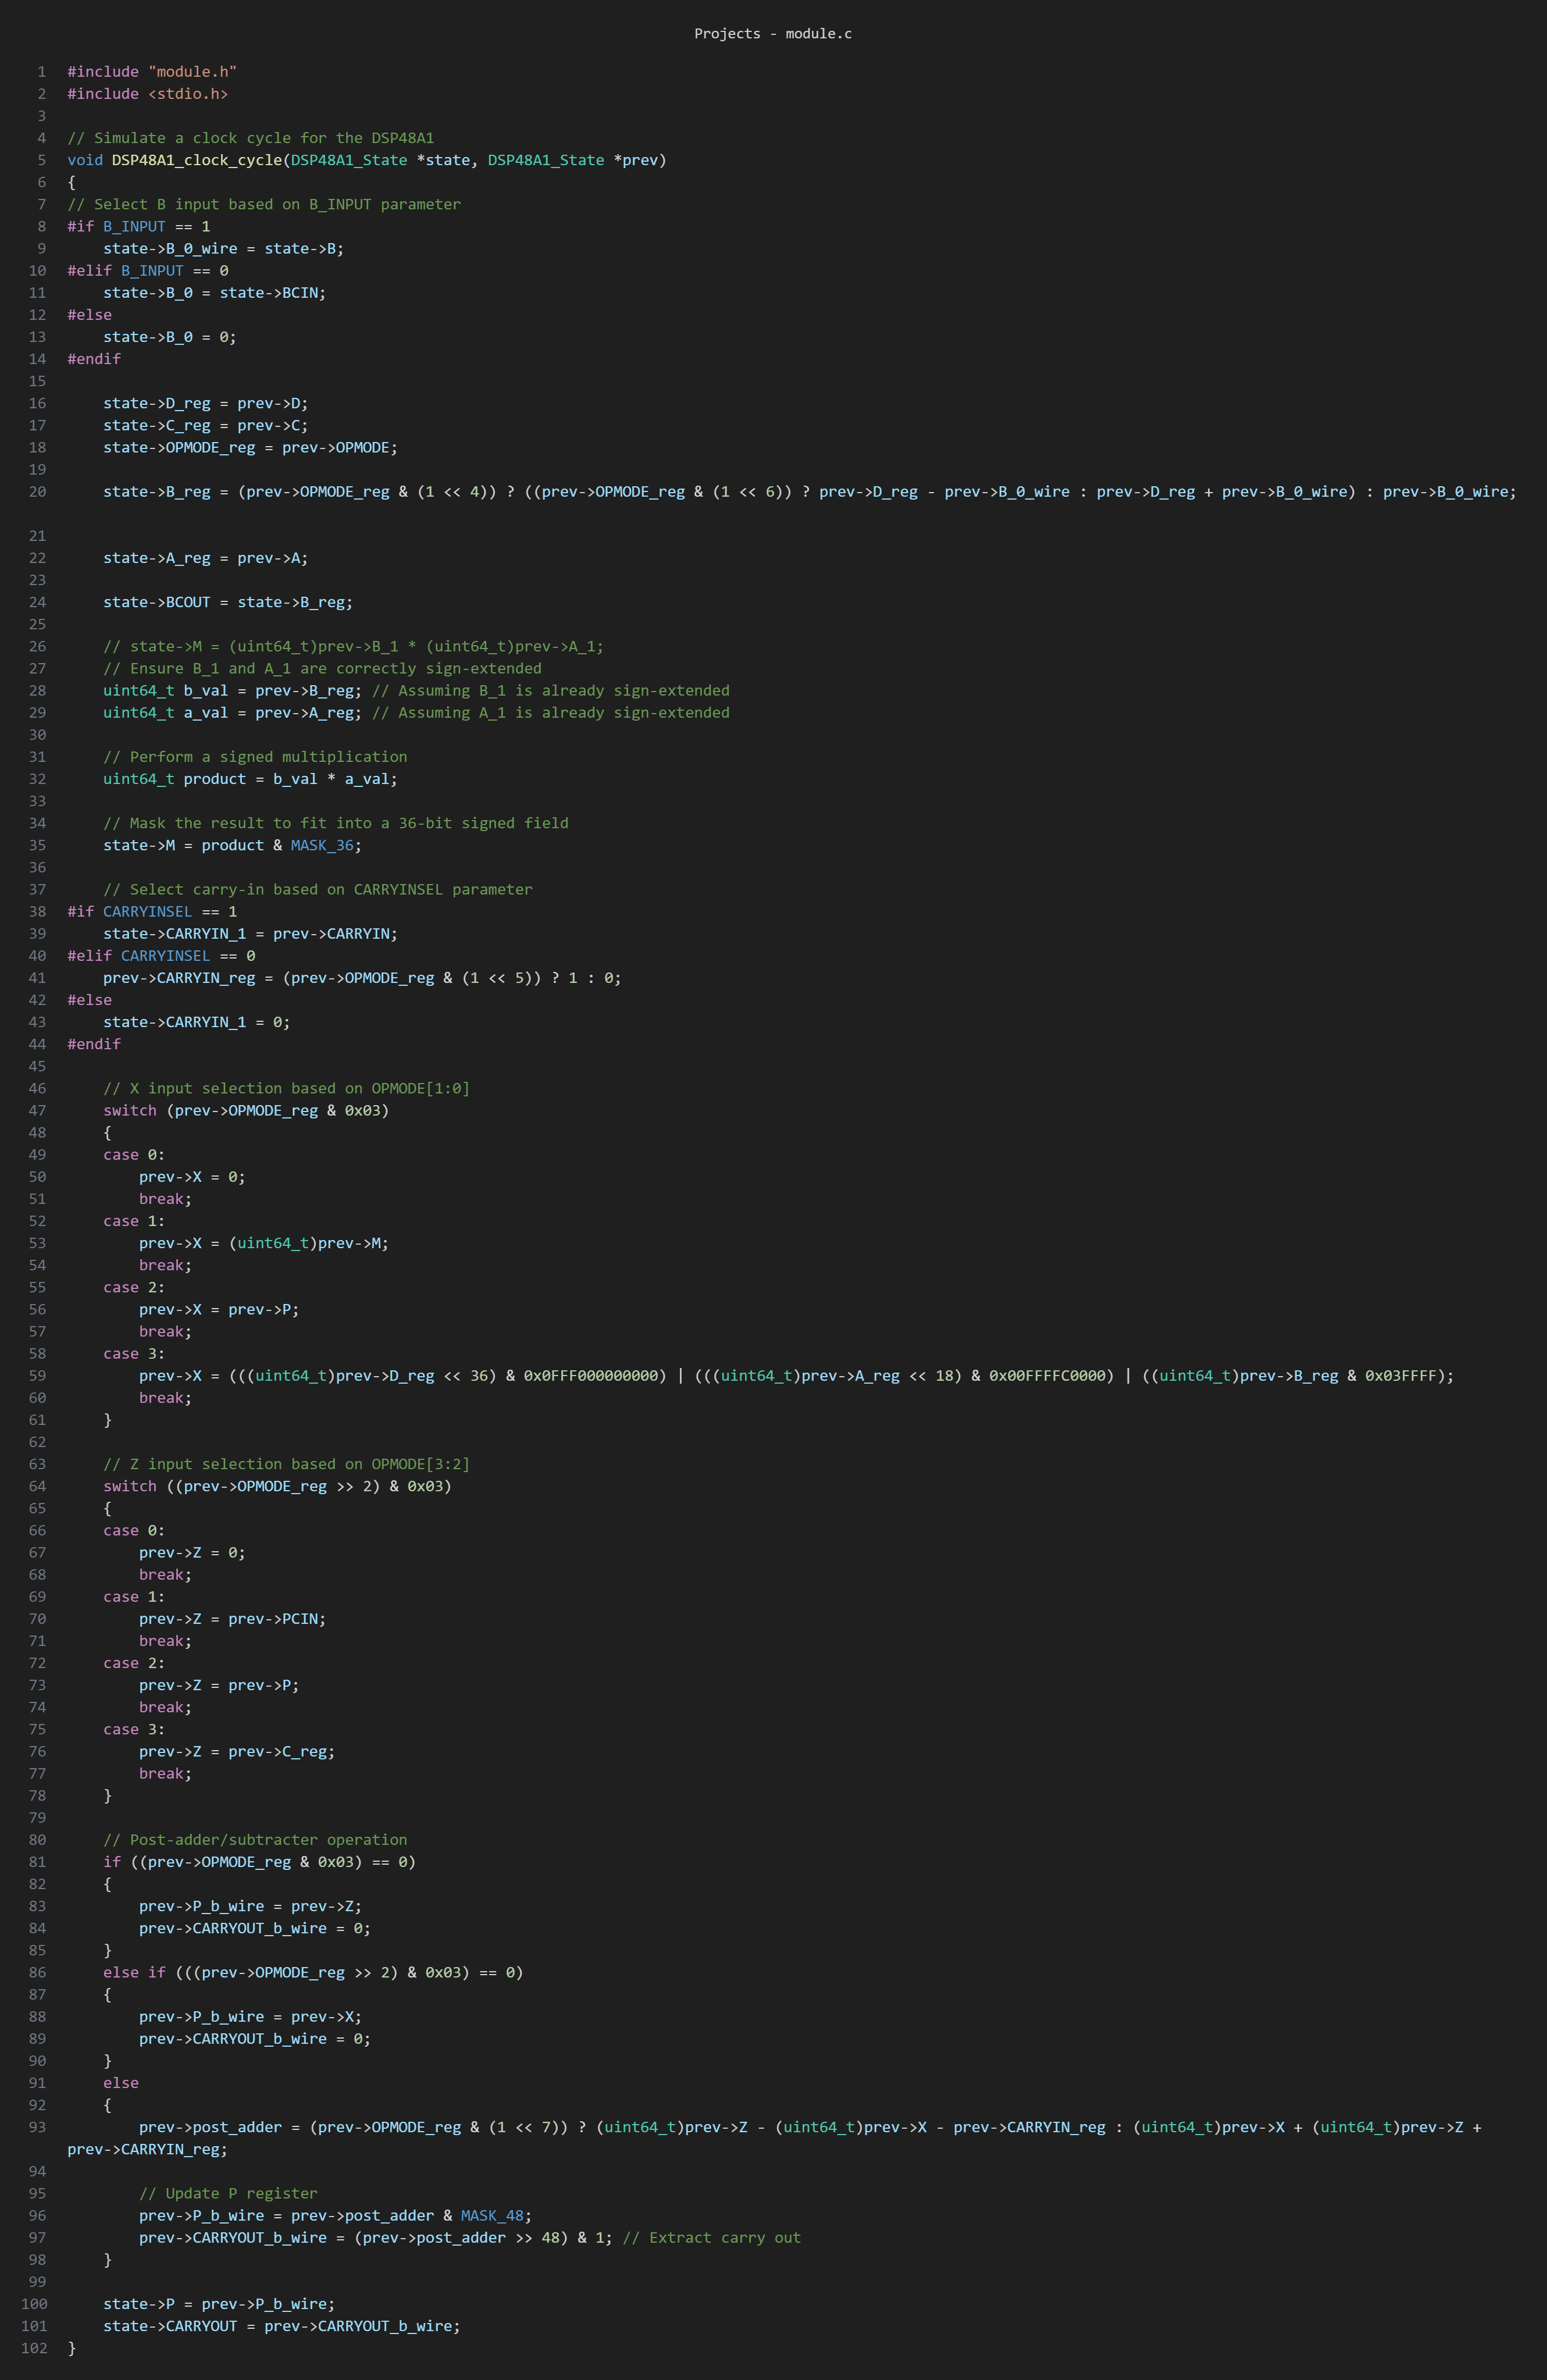 Projects - module.c
1 #include "module.h"
2 #include <stdio.h>
3
4 // Simulate a clock cycle for the DSP48A1
5 void DSP48A1_clock_cycle(DSP48A1_State *state, DSP48A1_State *prev)
6 {
7 // Select B input based on B_INPUT parameter
8 #if B_INPUT == 1
9     state->B_0_wire = state->B;
10 #elif B_INPUT == 0
11     state->B_0 = state->BCIN;
12 #else
13     state->B_0 = 0;
14 #endif
15
16     state->D_reg = prev->D;
17     state->C_reg = prev->C;
18     state->OPMODE_reg = prev->OPMODE;
19
20     state->B_reg = (prev->OPMODE_reg & (1 << 4)) ? ((prev->OPMODE_reg & (1 << 6)) ? prev->D_reg - prev->B_0_wire : prev->D_reg + prev->B_0_wire) : prev->B_0_wire;
21
22     state->A_reg = prev->A;
23
24     state->BCOUT = state->B_reg;
25
26     // state->M = (uint64_t)prev->B_1 * (uint64_t)prev->A_1;
27     // Ensure B_1 and A_1 are correctly sign-extended
28     uint64_t b_val = prev->B_reg; // Assuming B_1 is already sign-extended
29     uint64_t a_val = prev->A_reg; // Assuming A_1 is already sign-extended
30
31     // Perform a signed multiplication
32     uint64_t product = b_val * a_val;
33
34     // Mask the result to fit into a 36-bit signed field
35     state->M = product & MASK_36;
36
37     // Select carry-in based on CARRYINSEL parameter
38 #if CARRYINSEL == 1
39     state->CARRYIN_1 = prev->CARRYIN;
40 #elif CARRYINSEL == 0
41     prev->CARRYIN_reg = (prev->OPMODE_reg & (1 << 5)) ? 1 : 0;
42 #else
43     state->CARRYIN_1 = 0;
44 #endif
45
46     // X input selection based on OPMODE[1:0]
47     switch (prev->OPMODE_reg & 0x03)
48     {
49     case 0:
50         prev->X = 0;
51         break;
52     case 1:
53         prev->X = (uint64_t)prev->M;
54         break;
55     case 2:
56         prev->X = prev->P;
57         break;
58     case 3:
59         prev->X = (((uint64_t)prev->D_reg << 36) & 0x0FFF000000000) | (((uint64_t)prev->A_reg << 18) & 0x00FFFFC0000) | ((uint64_t)prev->B_reg & 0x03FFFF);
60         break;
61     }
62
63     // Z input selection based on OPMODE[3:2]
64     switch ((prev->OPMODE_reg >> 2) & 0x03)
65     {
66     case 0:
67         prev->Z = 0;
68         break;
69     case 1:
70         prev->Z = prev->PCIN;
71         break;
72     case 2:
73         prev->Z = prev->P;
74         break;
75     case 3:
76         prev->Z = prev->C_reg;
77         break;
78     }
79
80     // Post-adder/subtracter operation
81     if ((prev->OPMODE_reg & 0x03) == 0)
82     {
83         prev->P_b_wire = prev->Z;
84         prev->CARRYOUT_b_wire = 0;
85     }
86     else if (((prev->OPMODE_reg >> 2) & 0x03) == 0)
87     {
88         prev->P_b_wire = prev->X;
89         prev->CARRYOUT_b_wire = 0;
90     }
91     else
92     {
93         prev->post_adder = (prev->OPMODE_reg & (1 << 7)) ? (uint64_t)prev->Z - (uint64_t)prev->X - prev->CARRYIN_reg : (uint64_t)prev->X + (uint64_t)prev->Z +
prev->CARRYIN_reg;
94
95         // Update P register
96         prev->P_b_wire = prev->post_adder & MASK_48;
97         prev->CARRYOUT_b_wire = (prev->post_adder >> 48) & 1; // Extract carry out
98     }
99
100     state->P = prev->P_b_wire;
101     state->CARRYOUT = prev->CARRYOUT_b_wire;
102 }